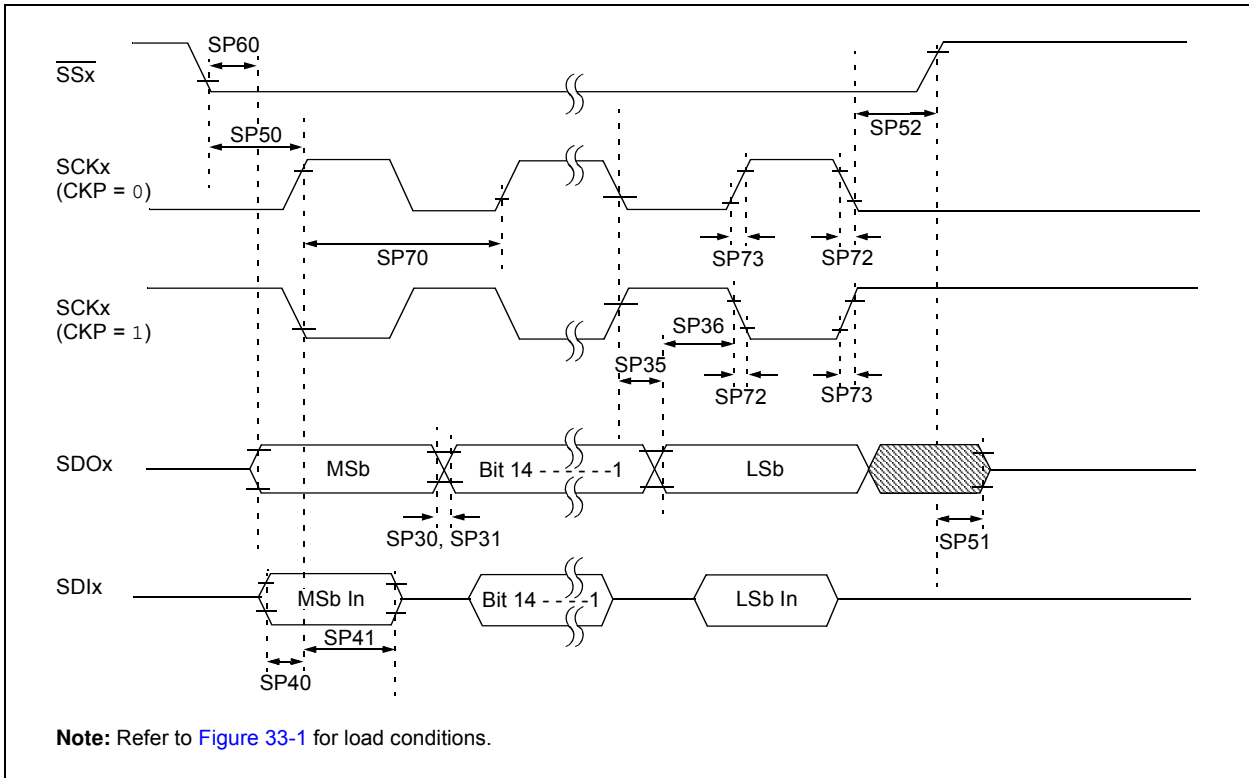 SP60
SSx
SP50
SP52
SCKx
(CKP = 0)
SP70
SP73
SP72
SCKx
(CKP = 1)
SP36
SP35
SP72
SP73
SDOx
MSb
Bit 14 - - - - - - -1
LSb
SP30, SP31
SP51
SDIx
MSb In
Bit 14 - - - -1
LSb In
SP41
SP40
Note: Refer to Figure 33-1 for load conditions.